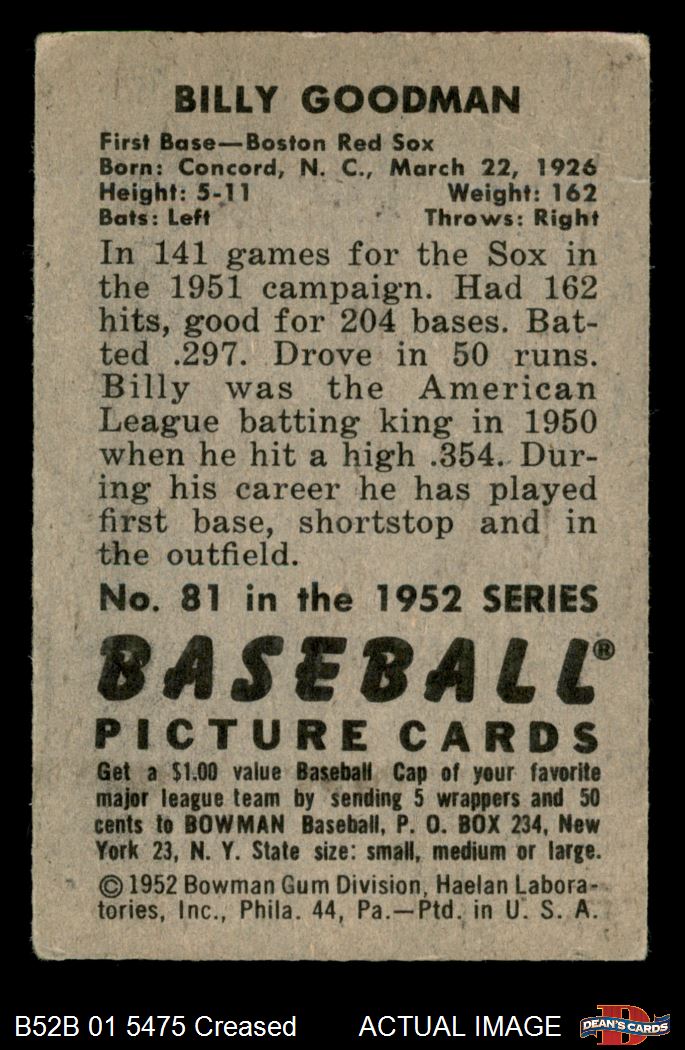 BILLY GOODMAN
First Base—Boston Red Sox
Born: Concord, N. C., March 22, 1926
Height: 5-11 Weight: 162
Bats: Left Throws: Right
In 141 games for the Sox in
the 1951 campaign. Had 162
hits, good for 204 bases. Bat-
ted .297. Drove in 50 runs.
Billy was the American
League batting king in 1950
when he hit a high .354. Dur-
ing his career he has played
first base, shortstop and in
the outfield.
No. 81 in the 1952 SERIES
BASEBALL®
PICTURE CARDS
Get a $1.00 value Baseball Cap of your favorite
major league team by sending 5 wrappers and 50
cents to BOWMAN Baseball, P. O. BOX 234, New
York 23, N. Y. State size: small, medium or large.
© 1952 Bowman Gum Division, Haelan Labora-
tories, Inc., Phila. 44, Pa.—Ptd. in U. S. A.
B52B 01 5475 Creased ACTUAL IMAGE
D
DEAN'S CARDS